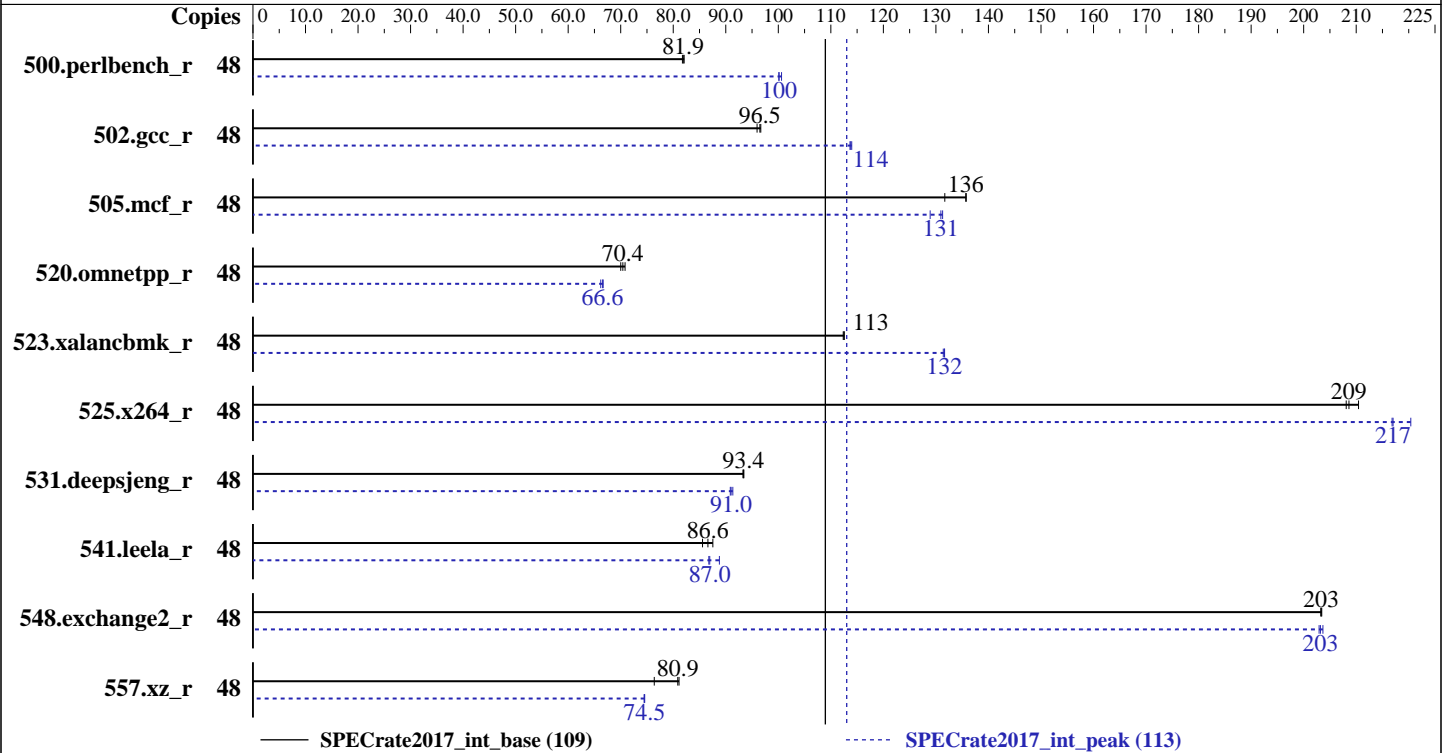 Copies 0 10.0 20.0 30.0 40.0 50.0 60.0 70.0 80.0 90.0 100 110 120 130 140 150 160 170 180 190 200 210 225
500.perlbench_r 48 81.9
100
502.gcc_r 48 96.5
114
505.mcf_r 48 136
131
520.omnetpp_r 48 70.4
66.6
523.xalancbmk_r 48 113
132
525.x264_r 48 209
217
531.deepsjeng_r 48 93.4
91.0
541.leela_r 48 86.6
87.0
548.exchange2_r 48 203
203
557.xz_r 48 80.9
74.5
SPECrate2017_int_base (109) SPECrate2017_int_peak (113)